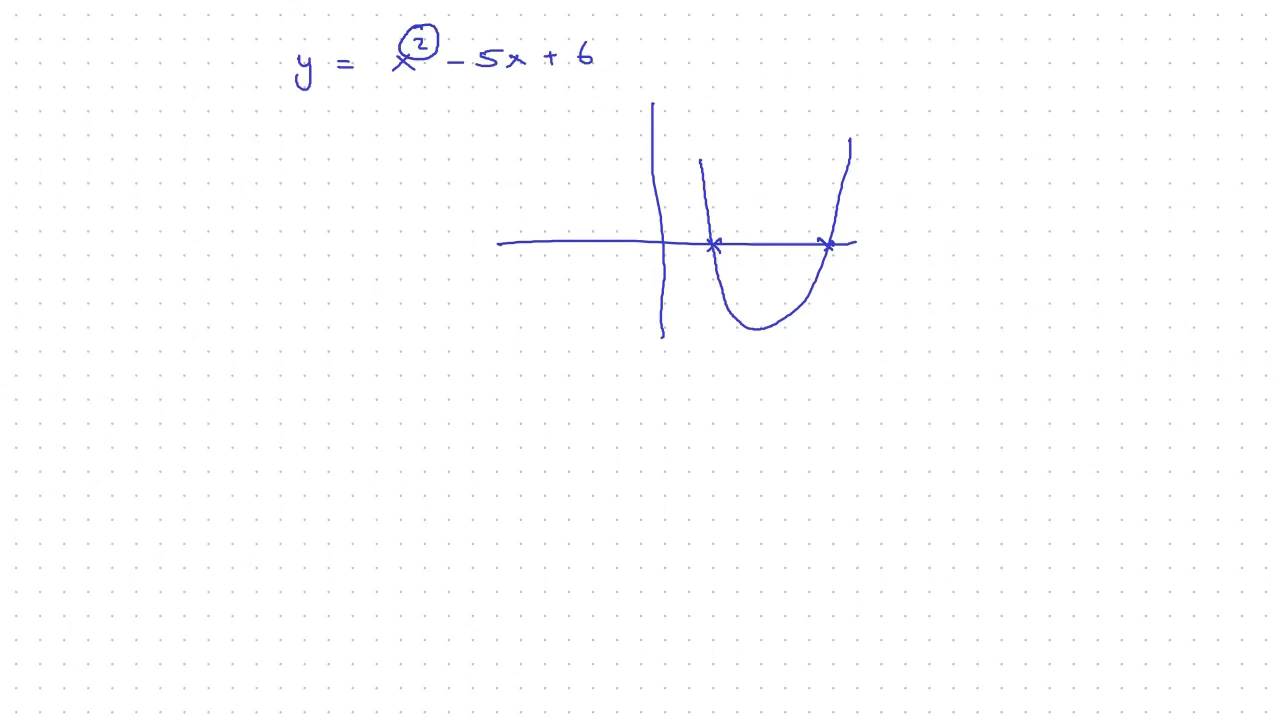 y = x² - 5x + 6